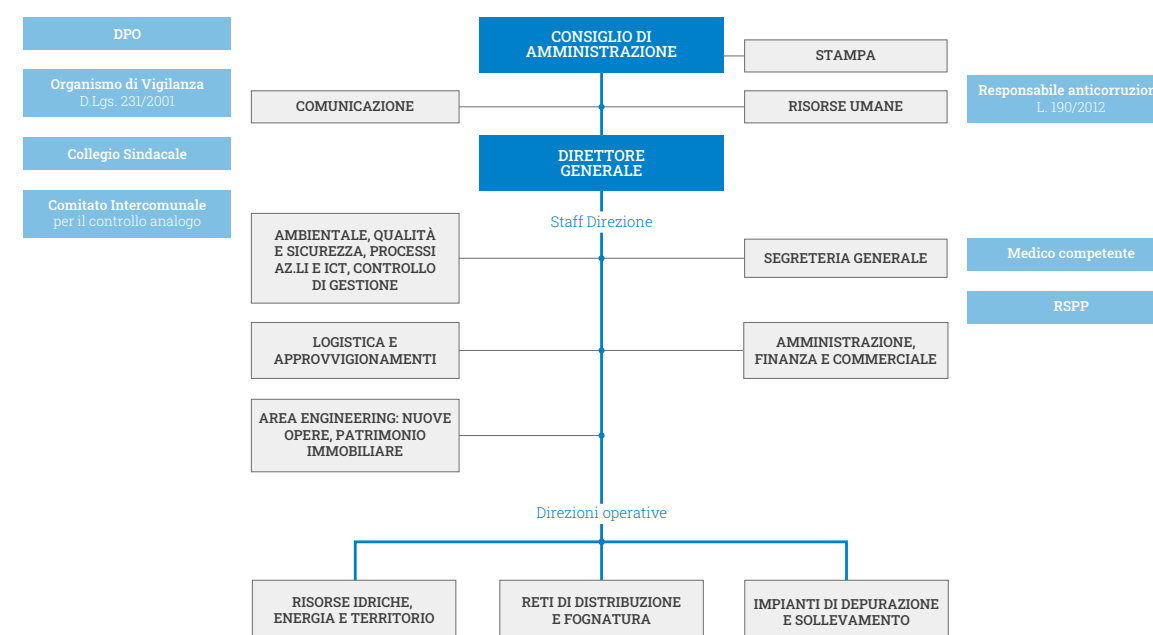 DPO
Organismo di Vigilanza
D.Lgs. 231/2001
Collegio Sindacale
Comitato Intercomunale
per il controllo analogo
CONSIGLIO DI
AMMINISTRAZIONE
STAMPA
COMUNICAZIONE
RISORSE UMANE
Responsabile anticorruzion
L. 190/2012
DIRETTORE
GENERALE
Staff Direzione
AMBIENTALE, QUALITÀ
E SICUREZZA, PROCESSI
AZ.LI E ICT, CONTROLLO
DI GESTIONE
SEGRETERIA GENERALE
Medico competente
RSPP
LOGISTICA E
APPROVVIGIONAMENTI
AMMINISTRAZIONE,
FINANZA E COMMERCIALE
AREA ENGINEERING: NUOVE
OPERE, PATRIMONIO
IMMOBILIARE
Direzioni operative
RISORSE IDRICHE,
ENERGIA E TERRITORIO
RETI DI DISTRIBUZIONE
E FOGNATURA
IMPIANTI DI DEPURAZIONE
E SOLLEVAMENTO